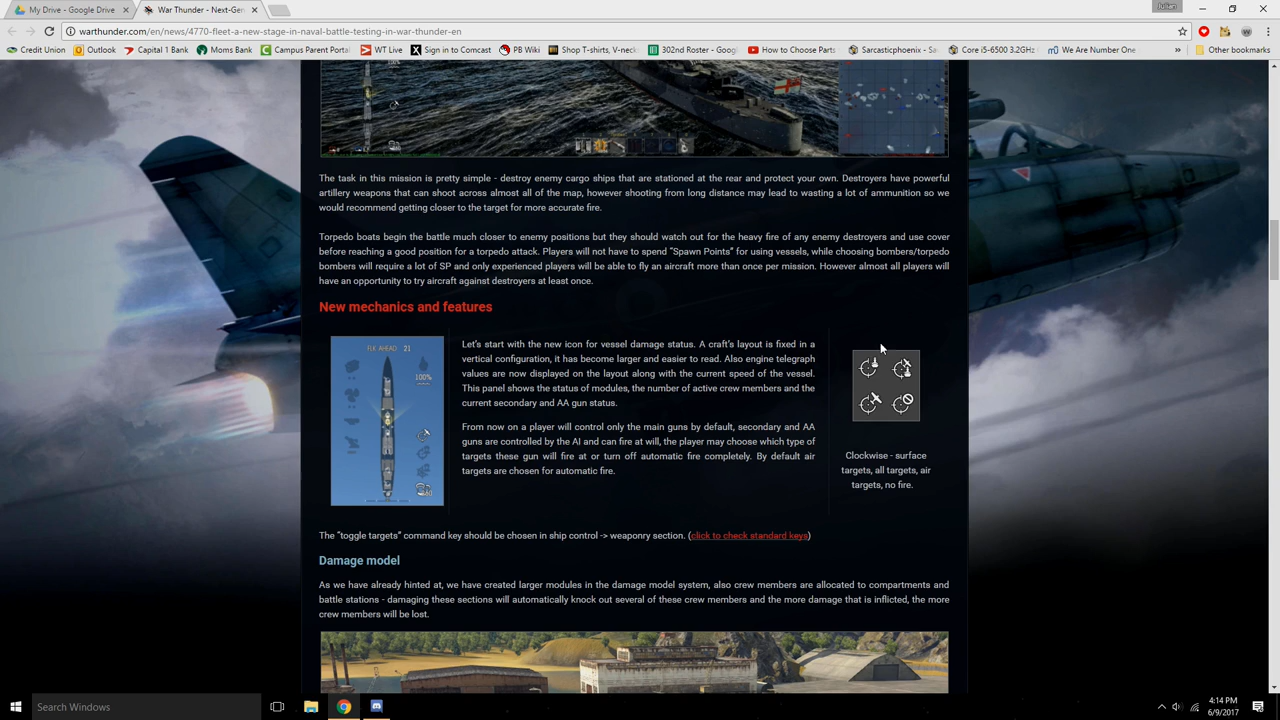 Julian
My Drive - Google Drive
War Thunder - Next-Gen
warthunder.com/en/news/4770-fleet-a-new-stage-in-naval-battle-testing-in-war-thunder-en
Credit Union
Outlook
Capital 1 Bank
Moms Bank
Campus Parent Portal
WT Live
Sign in to Comcast
PB Wiki
Shop T-shirts, V-necks
302nd Roster - Googl
How to Choose Parts
Sarcasticphoenix - Sa
Core i5-6500 3.2GHz
We Are Number One
Other bookmarks
The task in this mission is pretty simple - destroy enemy cargo ships that are stationed at the rear and protect your own. Destroyers have powerful
artillery weapons that can shoot across almost all of the map, however shooting from long distance may lead to wasting a lot of ammunition so we
would recommend getting closer to the target for more accurate fire.
Torpedo boats begin the battle much closer to enemy positions but they should watch out for the heavy fire of any enemy destroyers and use cover
before reaching a good position for a torpedo attack. Players will not have to spend “Spawn Points” for using vessels, while choosing bombers/torpedo
bombers will require a lot of SP and only experienced players will be able to fly an aircraft more than once per mission. However almost all players will
have an opportunity to try aircraft against destroyers at least once.
New mechanics and features
FLK AHEAD 21
100%
Let’s start with the new icon for vessel damage status. A craft’s layout is fixed in a
vertical configuration, it has become larger and easier to read. Also engine telegraph
values are now displayed on the layout along with the current speed of the vessel.
This panel shows the status of modules, the number of active crew members and the
current secondary and AA gun status.
From now on a player will control only the main guns by default, secondary and AA
guns are controlled by the AI and can fire at will, the player may choose which type of
targets these gun will fire at or turn off automatic fire completely. By default air
targets are chosen for automatic fire.
Clockwise - surface
targets, all targets, air
targets, no fire.
The “toggle targets” command key should be chosen in ship control -> weaponry section. (click to check standard keys)
Damage model
As we have already hinted at, we have created larger modules in the damage model system, also crew members are allocated to compartments and
battle stations - damaging these sections will automatically knock out several of these crew members and the more damage that is inflicted, the more
crew members will be lost.
Search Windows
4:14 PM
6/9/2017